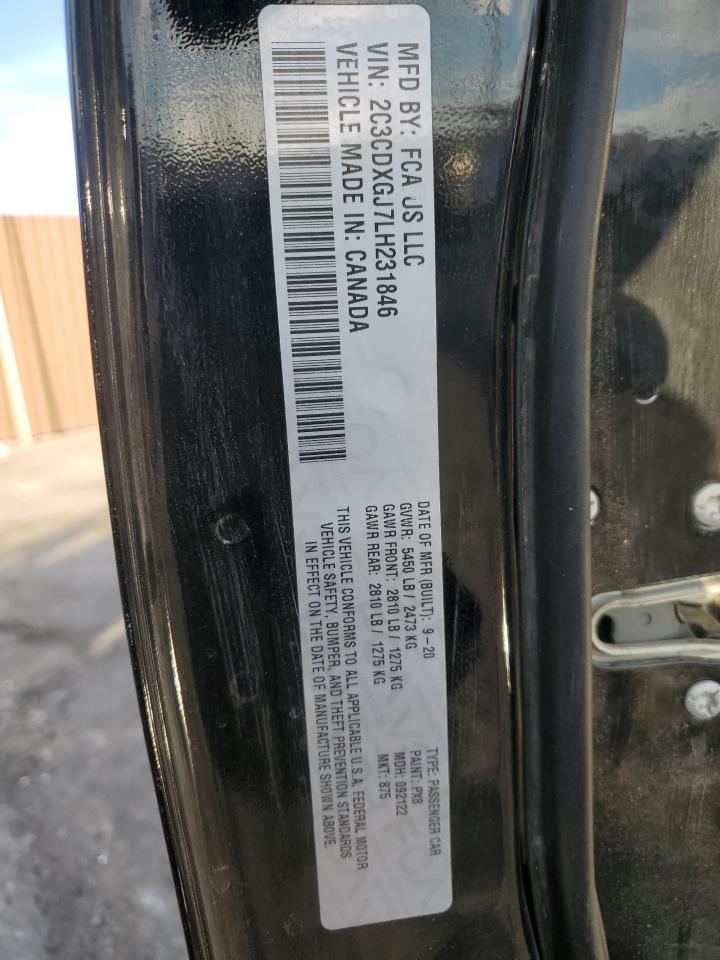 MFD BY: FCA US LLC
VIN: 2C3CDXGJ7LH231846
VEHICLE MADE IN: CANADA
DATE OF MFR (BUILT): 9-20
GVWR: 5450 LB / 2473 KG
GAWR FRONT: 2810 LB / 1275 KG
GAWR REAR: 2810 LB / 1275 KG
THIS VEHICLE CONFORMS TO ALL APPLICABLE U.S.A. FEDERAL MOTOR
VEHICLE SAFETY, BUMPER, AND THEFT PREVENTION STANDARDS
IN EFFECT ON THE DATE OF MANUFACTURE SHOWN ABOVE.
TYPE: PASSENGER CAR
PAINT: PX8
MDH: 092122
MKT: 875